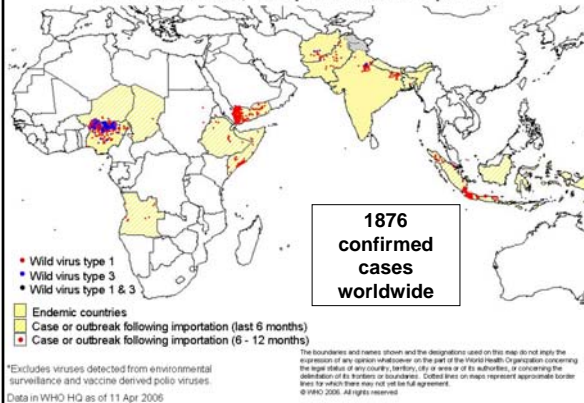 1876
confirmed
cases
worldwide
• Wild virus type 1
• Wild virus type 3
• Wild virus type 1 & 3
Endemic countries
Case or outbreak following importation (last 6 months)
Case or outbreak following importation (6 - 12 months)
*Excludes viruses detected from environmental
surveillance and vaccine derived polio viruses.
Data in WHO HQ as of 11 Apr 2006
The boundaries and names shown and the designations used on this map do not imply the
expression of any opinion whatsoever on the part of the World Health Organization concerning
the legal status of any country, territory, city or area or of its authorities, or concerning the
delimitation of its frontiers or boundaries. Dotted lines on maps represent approximate border
lines for which there may not yet be full agreement.
© WHO 2006. All rights reserved